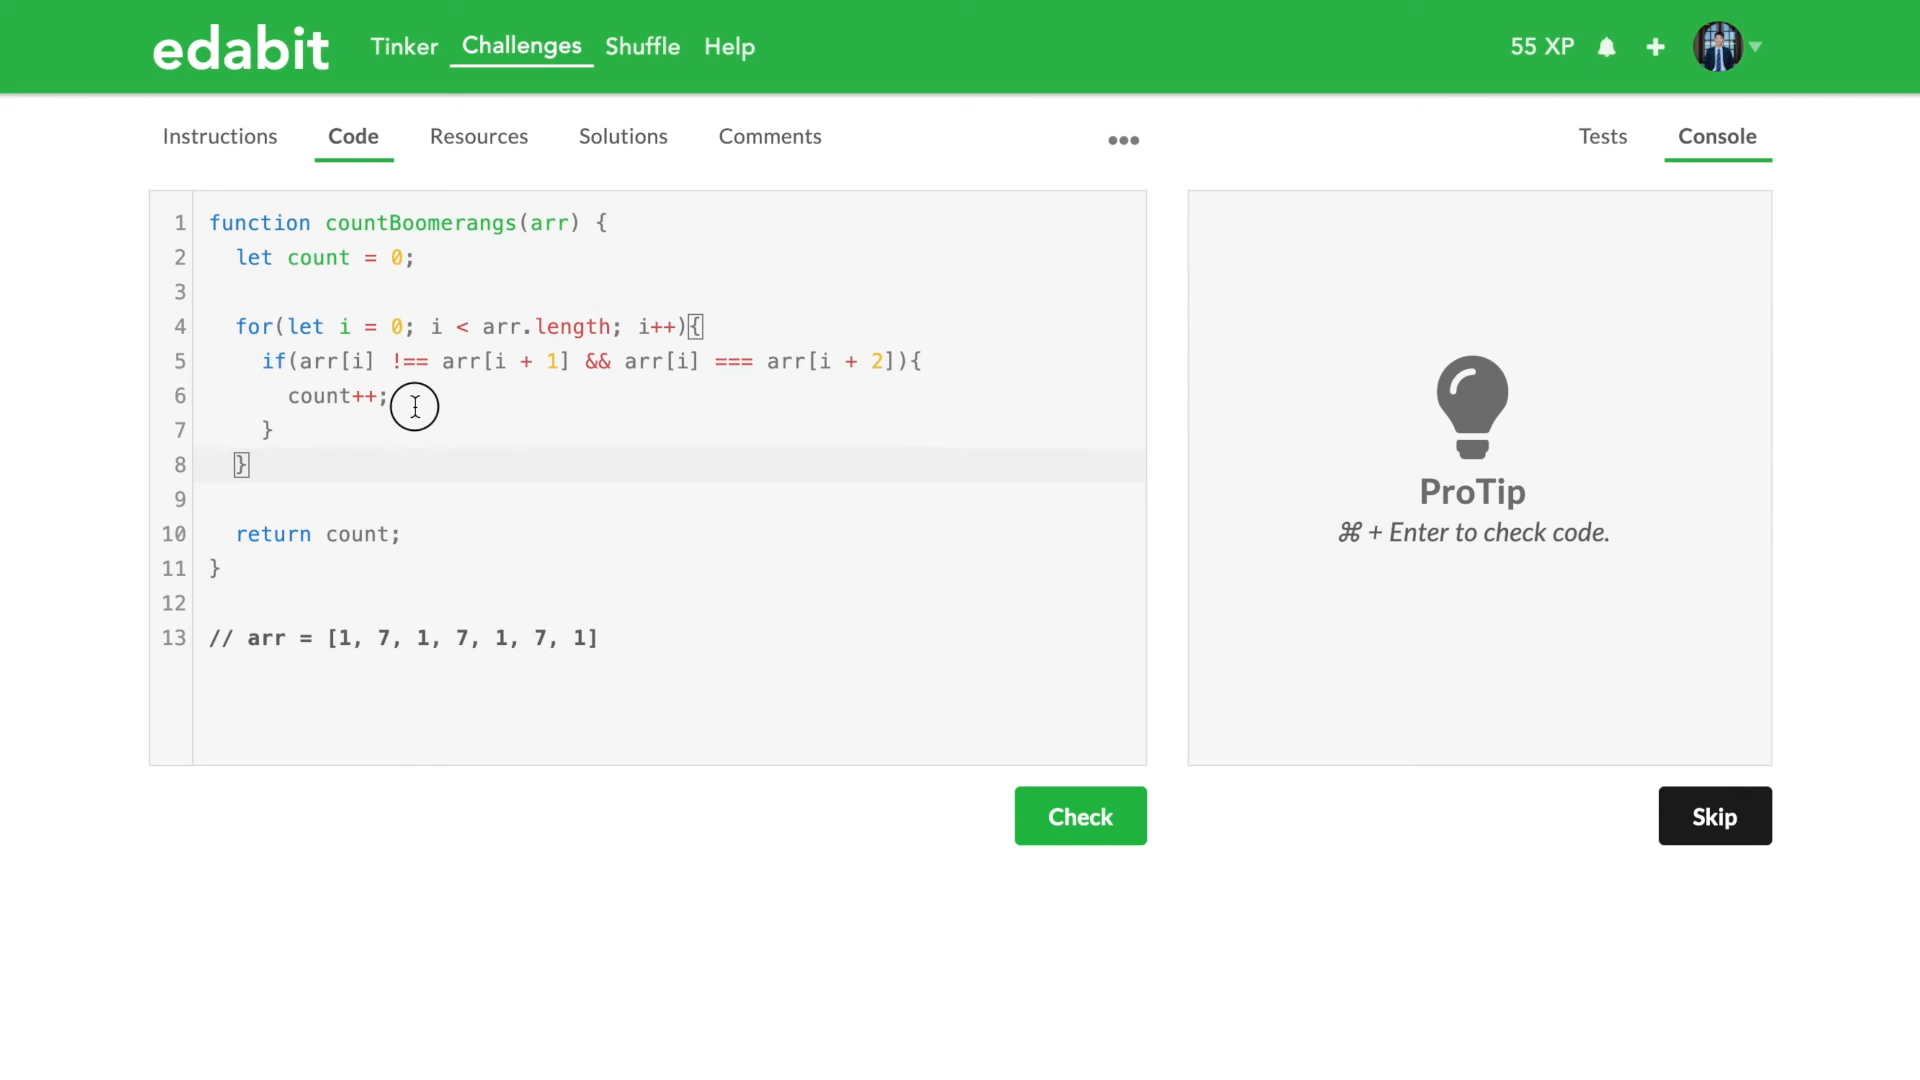 edabit Tinker Challenges Shuffle Help 55 XP
Instructions Code Resources Solutions Comments Tests Console
1 function countBoomerangs(arr) {
2 let count = 0;
3
4 for(let i = 0; i < arr.length; i++){
5 if(arr[i] !== arr[i + 1] && arr[i] === arr[i + 2]){
6 count++;
7 }
8 }
9
10 return count;
11 }
12
13 // arr = [1, 7, 1, 7, 1, 7, 1]
ProTip
⌘ + Enter to check code.
Check Skip